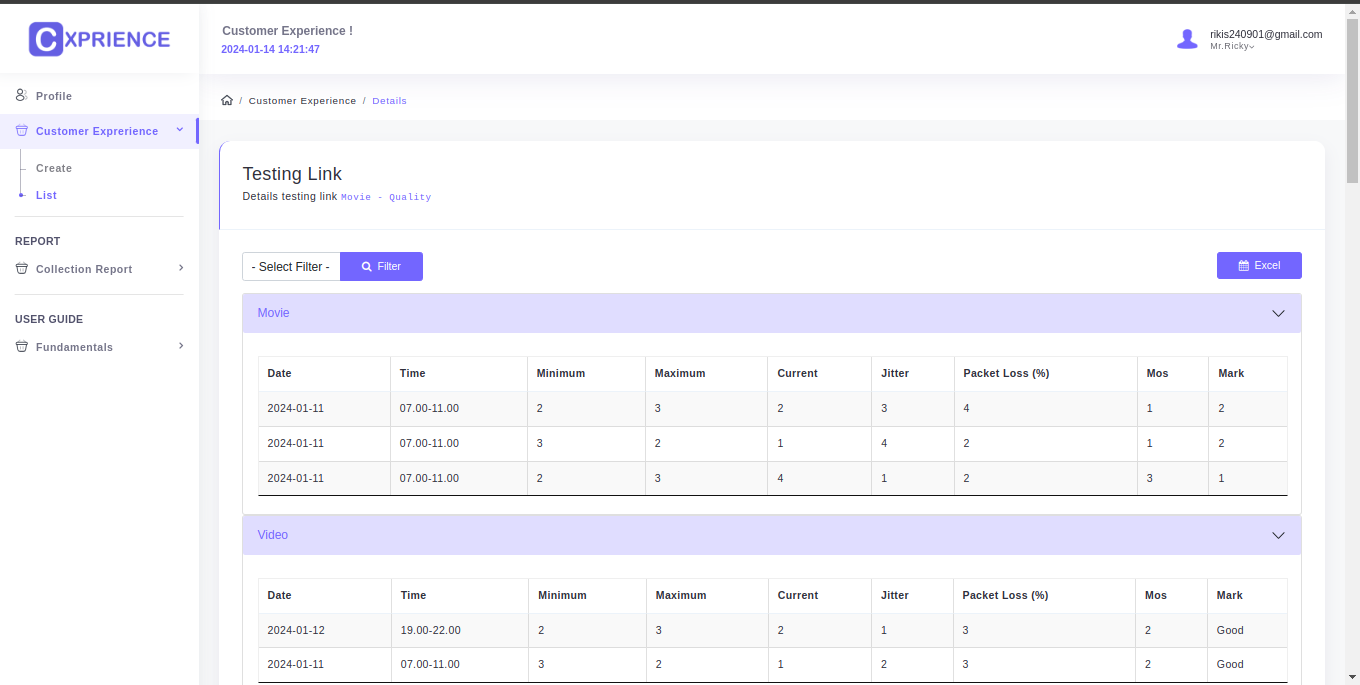 CXPRIENCE
Customer Experience !
2024-01-14 14:21:47
rikis240901@gmail.com
Mr.Ricky
Profile
Customer Exprerience
Create
List
REPORT
Collection Report
USER GUIDE
Fundamentals
/ Customer Experience / Details
Testing Link
Details testing link Movie - Quality
- Select Filter - Filter Excel
Movie
Date Time Minimum Maximum Current Jitter Packet Loss (%) Mos Mark
2024-01-11 07.00-11.00 2 3 2 3 4 1 2
2024-01-11 07.00-11.00 3 2 1 4 2 1 2
2024-01-11 07.00-11.00 2 3 4 1 2 3 1
Video
Date Time Minimum Maximum Current Jitter Packet Loss (%) Mos Mark
2024-01-12 19.00-22.00 2 3 2 1 3 2 Good
2024-01-11 07.00-11.00 3 2 1 2 3 2 Good